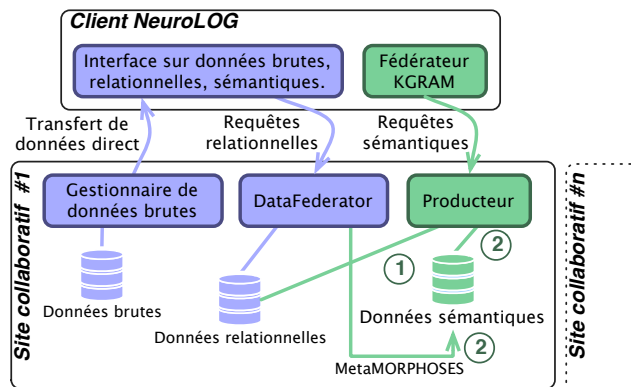 Client NeuroLOG
Interface sur données brutes,
relationnelles, sémantiques.
Fédérateur
KGRAM
Transfert de
données direct
Requêtes
relationnelles
Requêtes
sémantiques
Site collaboratif #1
Gestionnaire de
données brutes
DataFederator
Producteur
1
2
Données brutes
Données relationnelles
Données sémantiques
2
MetaMORPHOSES
Site collaboratif #n